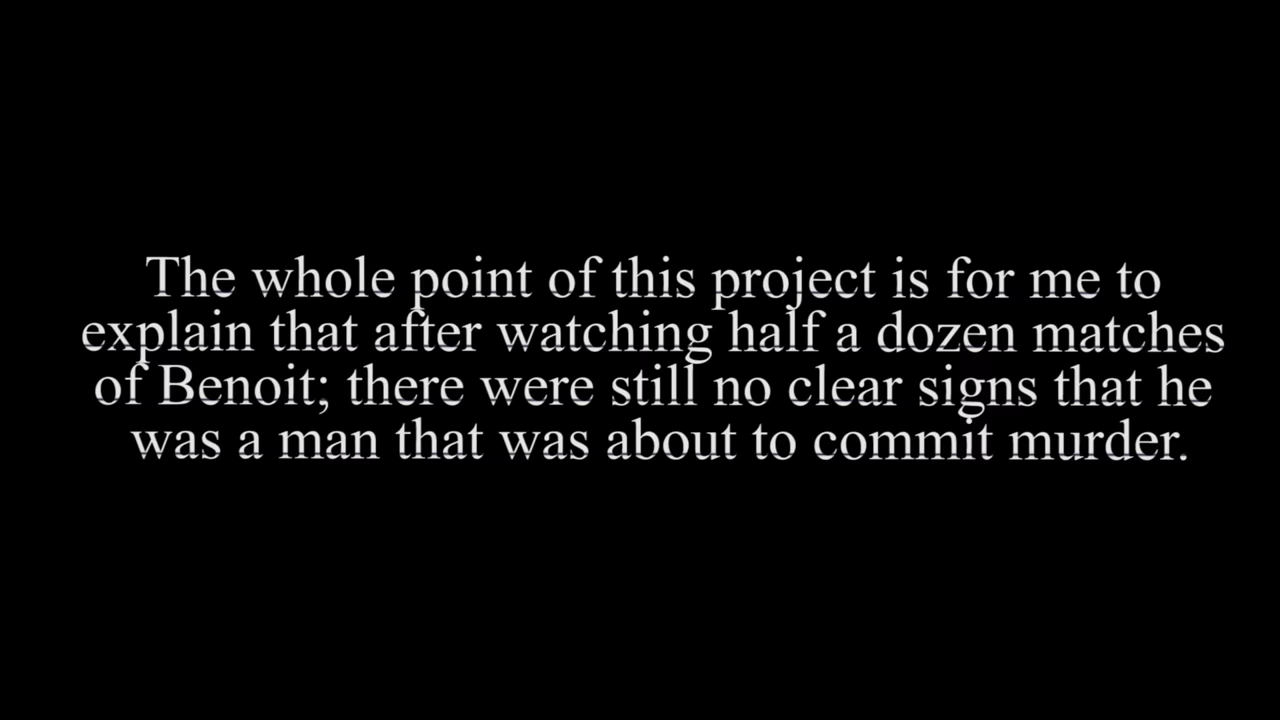 The whole point of this project is for me to
explain that after watching half a dozen matches
of Benoit; there were still no clear signs that he
was a man that was about to commit murder.